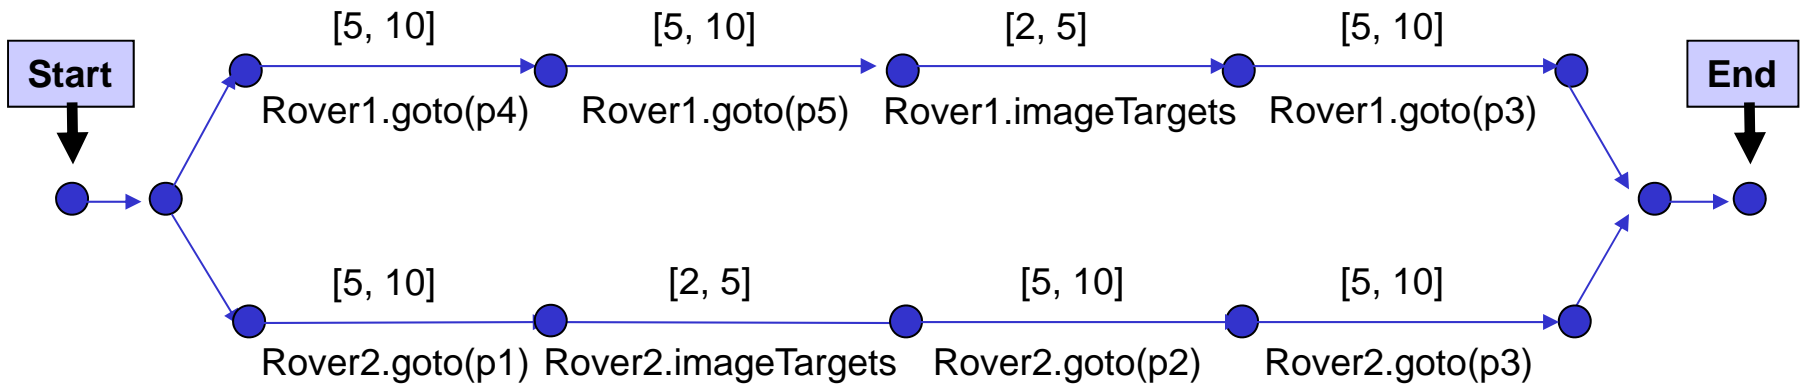 [5, 10] [5, 10] [2, 5] [5, 10]
Start End
Rover1.goto(p4) Rover1.goto(p5) Rover1.imageTargets Rover1.goto(p3)
[5, 10] [2, 5] [5, 10] [5, 10]
Rover2.goto(p1) Rover2.imageTargets Rover2.goto(p2) Rover2.goto(p3)